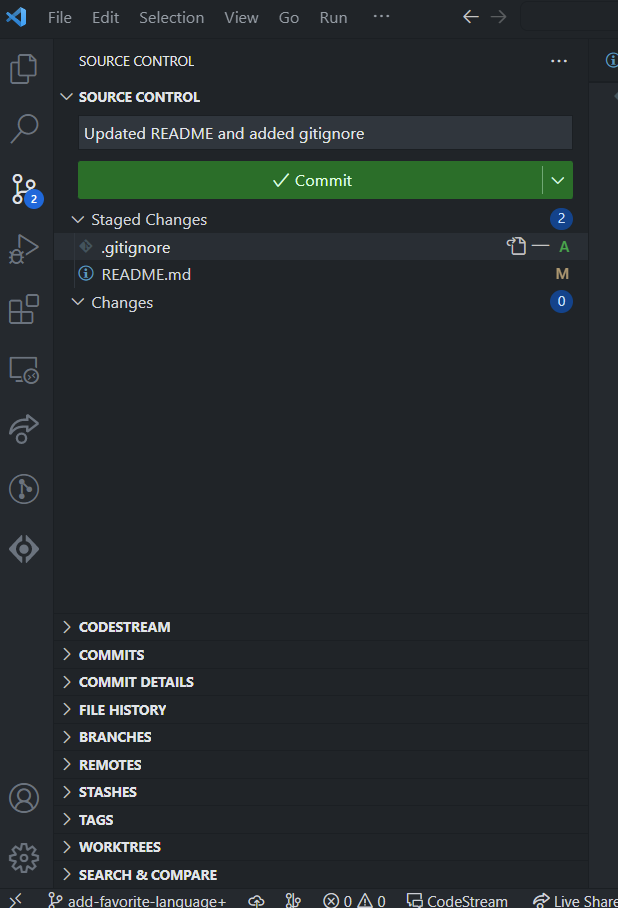 File Edit Selection View Go Run ...
SOURCE CONTROL ...
SOURCE CONTROL
Updated README and added gitignore
Commit
Staged Changes 2
.gitignore A
README.md M
Changes 0
2
CODESTREAM
COMMITS
COMMIT DETAILS
FILE HISTORY
BRANCHES
REMOTES
STASHES
TAGS
WORKTREES
SEARCH & COMPARE
add-favorite-language+ 0 0 CodeStream Live Share